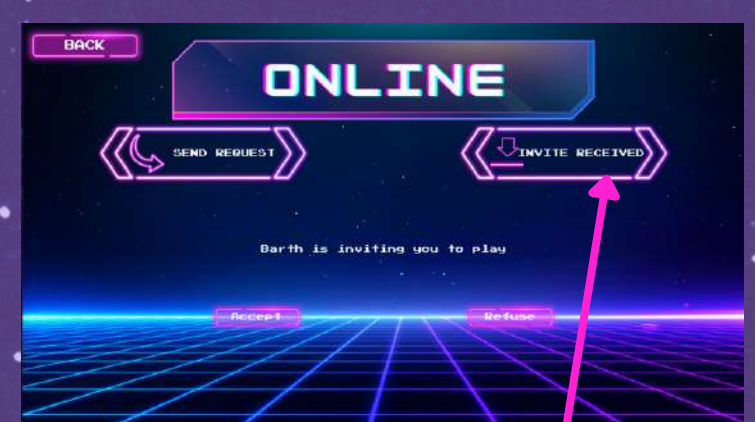 BACK
ONLINE
SEND REQUEST
INVITE RECEIVED
Barth is inviting you to play
Accept
Refuse